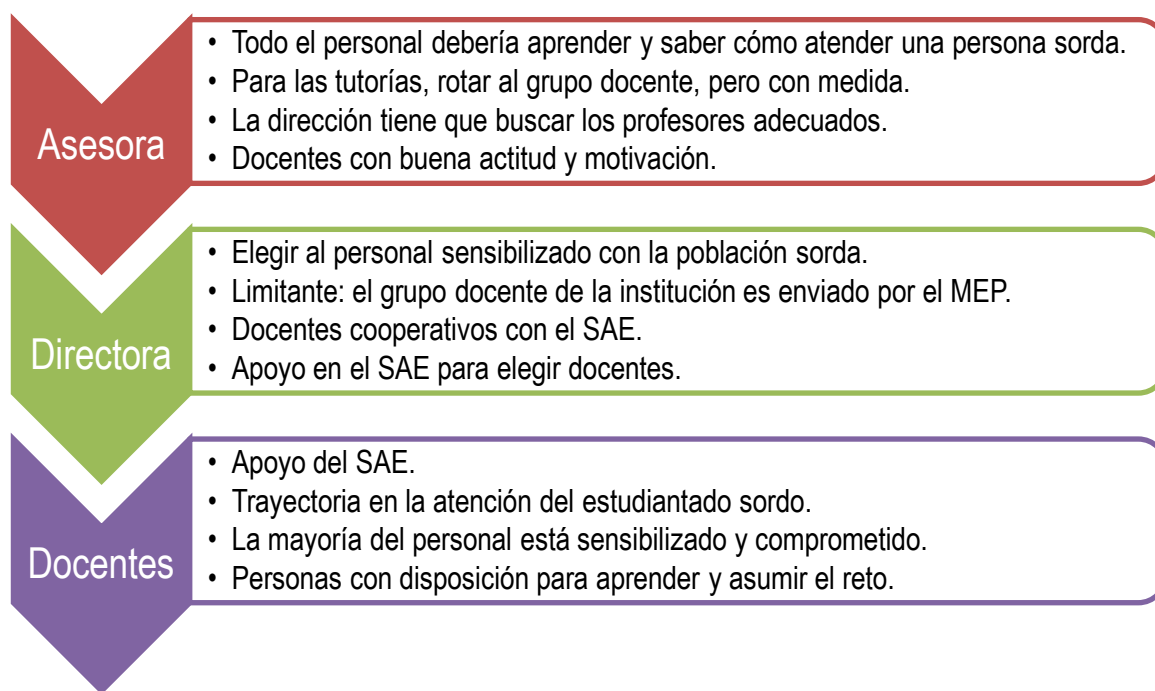 Asesora
• Todo el personal debería aprender y saber cómo atender una persona sorda.
• Para las tutorías, rotar al grupo docente, pero con medida.
• La dirección tiene que buscar los profesores adecuados.
• Docentes con buena actitud y motivación.
Directora
• Elegir al personal sensibilizado con la población sorda.
• Limitante: el grupo docente de la institución es enviado por el MEP.
• Docentes cooperativos con el SAE.
• Apoyo en el SAE para elegir docentes.
Docentes
• Apoyo del SAE.
• Trayectoria en la atención del estudiantado sordo.
• La mayoría del personal está sensibilizado y comprometido.
• Personas con disposición para aprender y asumir el reto.